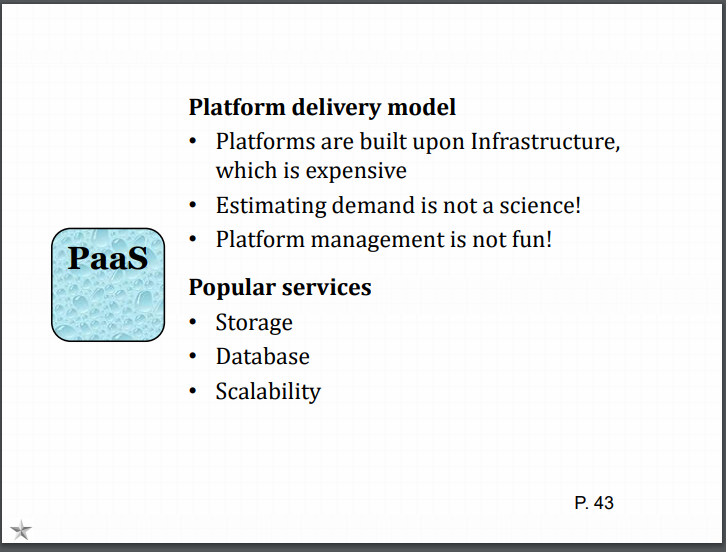 Platform delivery model
• Platforms are built upon Infrastructure,
which is expensive
• Estimating demand is not a science!
• Platform management is not fun!
PaaS
Popular services
• Storage
• Database
• Scalability
P. 43